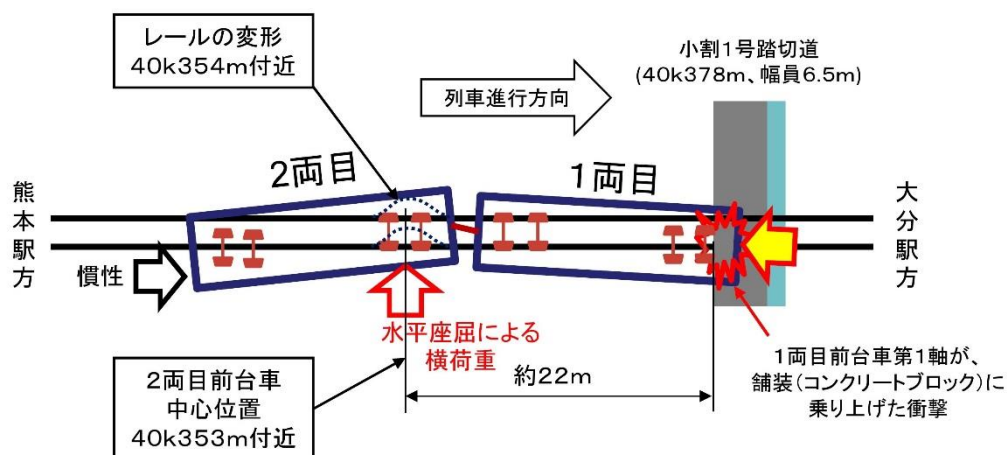 レールの変形
40k354m付近
列車進行方向
小割1号踏切道
(40k378m、幅員6.5m)
2両目
1両目
熊本駅方
大分駅方
慣性
水平座屈による
横荷重
約22m
2両目前台車
中心位置
40k353m付近
1両目前台車第1軸が、
舗装(コンクリートブロック)に
乗り上げた衝撃